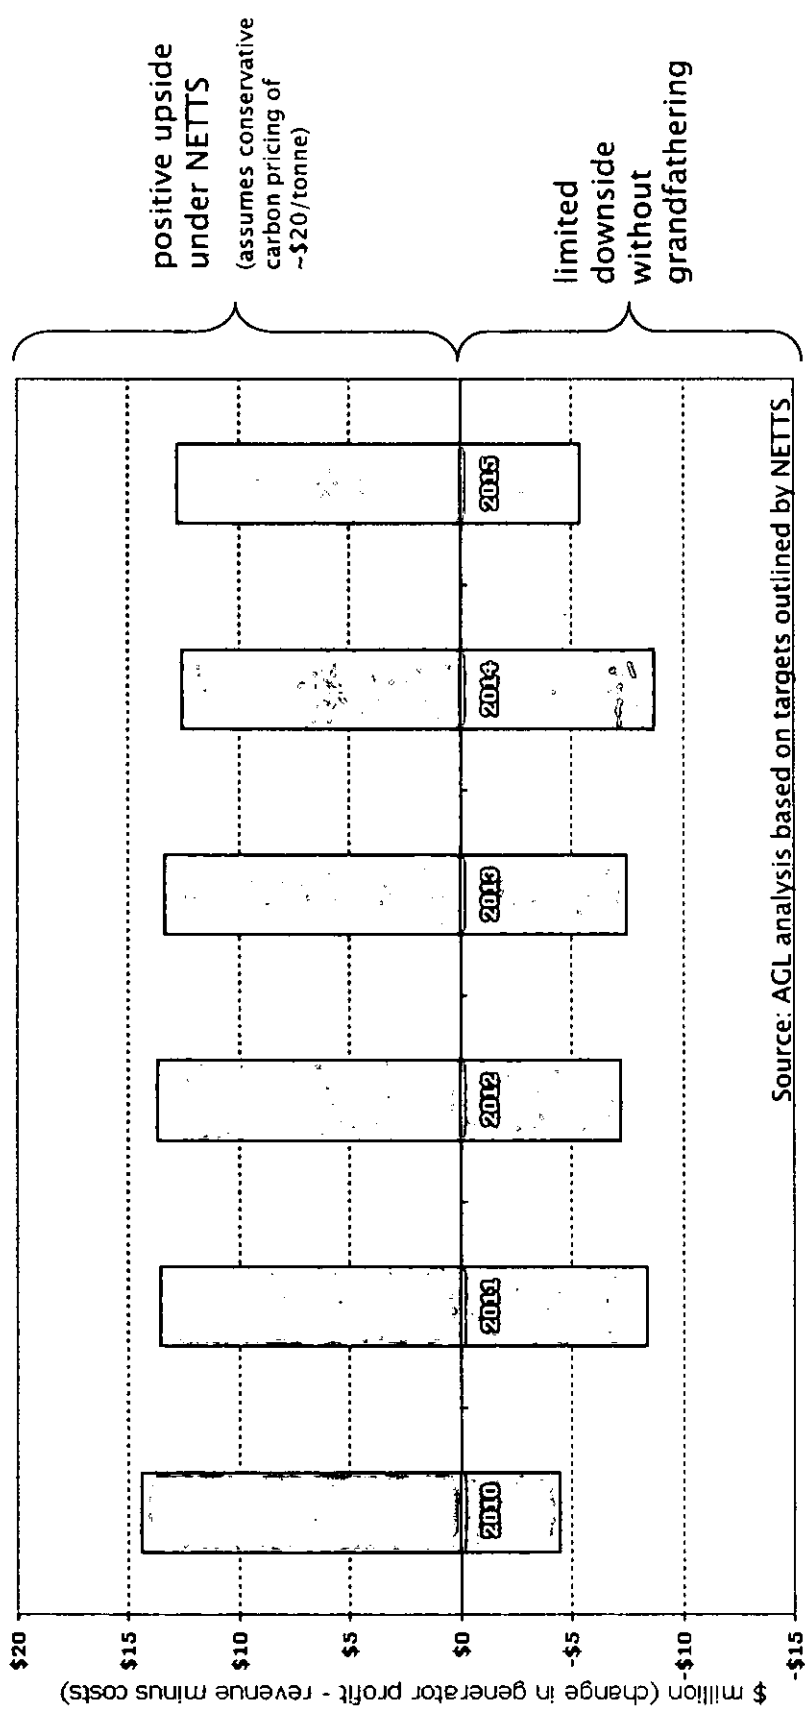 $ million (change in generator profit - revenue minus costs)
$20
$15
$10
$5
$0
-$5
-$10
-$15
2010
2011
2012
2013
2014
2015
positive upside
under NETTS
(assumes conservative
carbon pricing of
~$20/tonne)
limited
downside
without
grandfathering
Source: AGL analysis based on targets outlined by NETTS